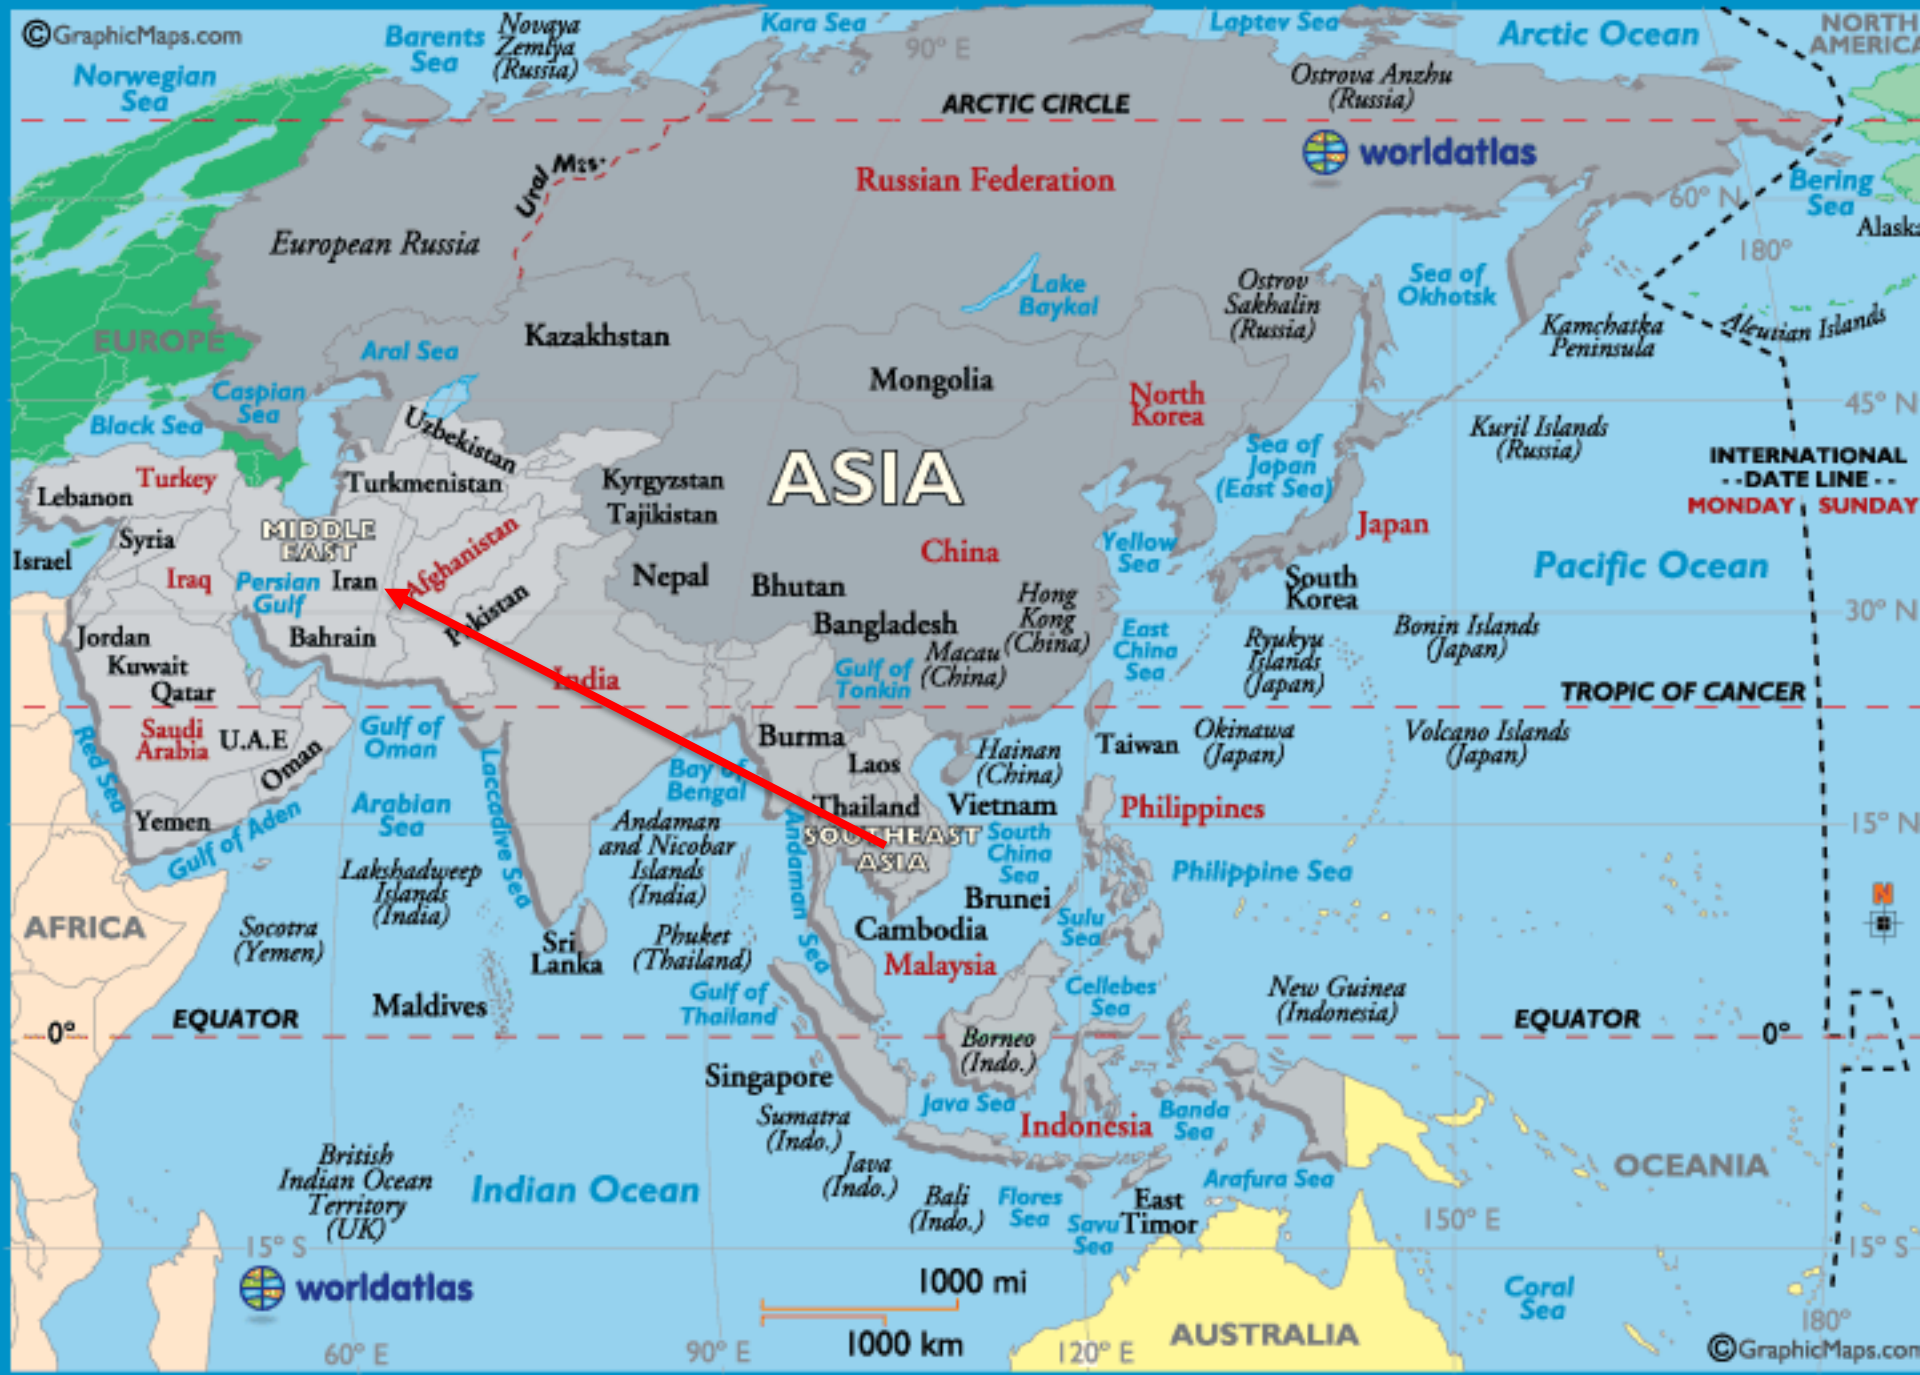 ©GraphicMaps.com
Norwegian
Sea
Barents
Sea
Novaya
Zemlya
(Russia)
Kara Sea
90° E
Laptev Sea
Arctic Ocean
NORTH
AMERICA
Ostrova Anzhu
(Russia)
ARCTIC CIRCLE
worldatlas
Ural Mts.
Russian Federation
60° N
Bering
Sea
Alaska
180°
European Russia
Lake
Baykal
Ostrov
Sakhalin
(Russia)
Sea of
Okhotsk
Kamchatka
Peninsula
Aleutian Islands
EUROPE
Aral Sea
Kazakhstan
Mongolia
North
Korea
45° N
Caspian
Sea
Black Sea
Uzbekistan
Kuril Islands
(Russia)
Sea of
Japan
(East Sea)
INTERNATIONAL
--DATE LINE--
MONDAY SUNDAY
Turkey
Lebanon
Turkmenistan
Kyrgyzstan
Tajikistan
ASIA
Syria
MIDDLE
EAST
Afghanistan
China
Yellow
Sea
Japan
Israel
Iraq
Persian
Gulf
Iran
Nepal
Bhutan
Hong
Kong
(China)
South
Korea
Pacific Ocean
30° N
Pakistan
Jordan
Bahrain
Bangladesh
Macau
(China)
East
China
Sea
Ryukyu
Islands
(Japan)
Bonin Islands
(Japan)
Kuwait
Qatar
India
Gulf of
Tonkin
TROPIC OF CANCER
Saudi
Arabia
U.A.E
Oman
Gulf of
Oman
Burma
Laos
Hainan
(China)
Taiwan
Okinawa
(Japan)
Volcano Islands
(Japan)
Red Sea
Laccadive Sea
Bay of
Bengal
Thailand
Vietnam
Philippines
Yemen
Gulf of Aden
Arabian
Sea
Andaman
and Nicobar
Islands
(India)
Andaman Sea
SOUTHEAST
ASIA
South
China
Sea
15° N
Lakshadweep
Islands
(India)
Philippine Sea
Brunei
N
AFRICA
Socotra
(Yemen)
Sri
Lanka
Phuket
(Thailand)
Cambodia
Sulu
Sea
Malaysia
Maldives
Gulf of
Thailand
Cellebes
Sea
New Guinea
(Indonesia)
EQUATOR
EQUATOR
0°
0°
Borneo
(Indo.)
Singapore
Java Sea
Sumatra
(Indo.)
Indonesia
Banda
Sea
British
Indian Ocean
Territory
(UK)
Indian Ocean
Java
(Indo.)
Bali
(Indo.)
Flores
Sea
Savu
Sea
East
Timor
Arafura Sea
OCEANIA
150° E
15° S
15° S
worldatlas
1000 mi
1000 km
Coral
Sea
60° E
90° E
120° E
AUSTRALIA
180°
©GraphicMaps.com